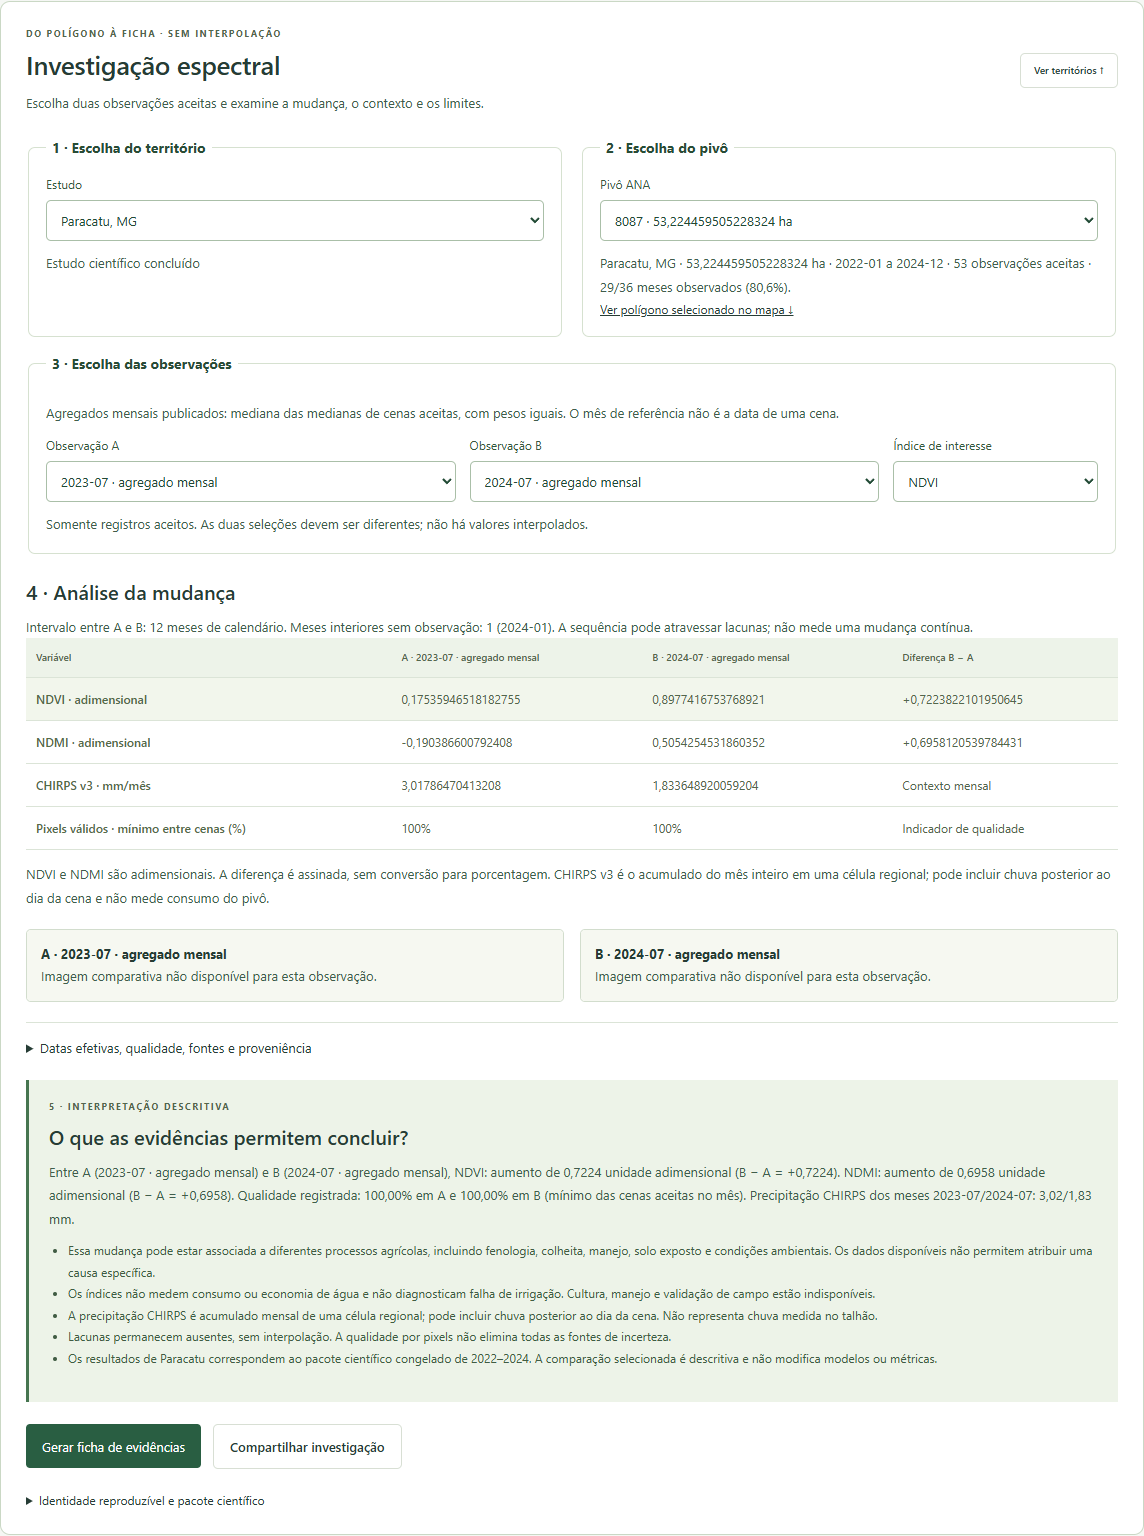 DO POLÍGONO À FICHA · SEM INTERPOLAÇÃO
Investigação espectral
Ver territórios ↑
Escolha duas observações aceitas e examine a mudança, o contexto e os limites.
1 · Escolha do território
Estudo
Paracatu, MG
Estudo científico concluído
2 · Escolha do pivô
Pivô ANA
8087 · 53,224459505228324 ha
Paracatu, MG · 53,224459505228324 ha · 2022-01 a 2024-12 · 53 observações aceitas ·
29/36 meses observados (80,6%).
Ver polígono selecionado no mapa ↓
3 · Escolha das observações
Agregados mensais publicados: mediana das medianas de cenas aceitas, com pesos iguais. O mês de referência não é a data de uma cena.
Observação A
2023-07 · agregado mensal
Observação B
2024-07 · agregado mensal
Índice de interesse
NDVI
Somente registros aceitos. As duas seleções devem ser diferentes; não há valores interpolados.
4 · Análise da mudança
Intervalo entre A e B: 12 meses de calendário. Meses interiores sem observação: 1 (2024-01). A sequência pode atravessar lacunas; não mede uma mudança contínua.
Variável A · 2023-07 · agregado mensal B · 2024-07 · agregado mensal Diferença B − A
NDVI · adimensional 0,17535946518182755 0,8977416753768921 +0,7223822101950645
NDMI · adimensional -0,190386600792408 0,5054254531860352 +0,6958120539784431
CHIRPS v3 · mm/mês 3,01786470413208 1,833648920059204 Contexto mensal
Pixels válidos · mínimo entre cenas (%) 100% 100% Indicador de qualidade
NDVI e NDMI são adimensionais. A diferença é assinada, sem conversão para porcentagem. CHIRPS v3 é o acumulado do mês inteiro em uma célula regional; pode incluir chuva posterior ao
dia da cena e não mede consumo do pivô.
A · 2023-07 · agregado mensal
Imagem comparativa não disponível para esta observação.
B · 2024-07 · agregado mensal
Imagem comparativa não disponível para esta observação.
▶ Datas efetivas, qualidade, fontes e proveniência
5 · INTERPRETAÇÃO DESCRITIVA
O que as evidências permitem concluir?
Entre A (2023-07 · agregado mensal) e B (2024-07 · agregado mensal), NDVI: aumento de 0,7224 unidade adimensional (B − A = +0,7224). NDMI: aumento de 0,6958 unidade
adimensional (B − A = +0,6958). Qualidade registrada: 100,00% em A e 100,00% em B (mínimo das cenas aceitas no mês). Precipitação CHIRPS dos meses 2023-07/2024-07: 3,02/1,83
mm.
• Essa mudança pode estar associada a diferentes processos agrícolas, incluindo fenologia, colheita, manejo, solo exposto e condições ambientais. Os dados disponíveis não permitem atribuir uma
causa específica.
• Os índices não medem consumo ou economia de água e não diagnosticam falha de irrigação. Cultura, manejo e validação de campo estão indisponíveis.
• A precipitação CHIRPS é acumulado mensal de uma célula regional; pode incluir chuva posterior ao dia da cena. Não representa chuva medida no talhão.
• Lacunas permanecem ausentes, sem interpolação. A qualidade por pixels não elimina todas as fontes de incerteza.
• Os resultados de Paracatu correspondem ao pacote científico congelado de 2022–2024. A comparação selecionada é descritiva e não modifica modelos ou métricas.
Gerar ficha de evidências
Compartilhar investigação
▶ Identidade reproduzível e pacote científico